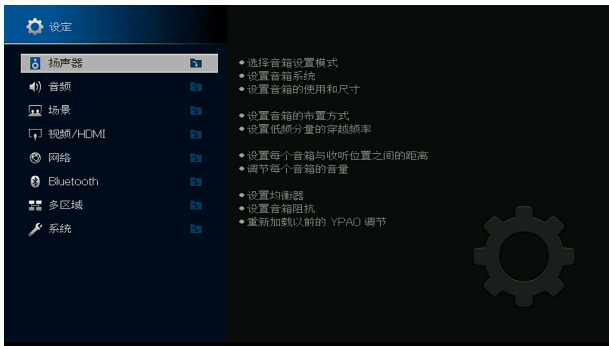 设定
扬声器
音频
场景
视频/HDMI
网络
Bluetooth
多区域
系统
●选择音箱设置模式
●设置音箱系统
●设置音箱的使用和尺寸
●设置音箱的布置方式
●设置低频分量的穿越频率
●设置每个音箱与收听位置之间的距离
●调节每个音箱的音量
●设置均衡器
●设置音箱阻抗
●重新加载以前的 YPAO 调节